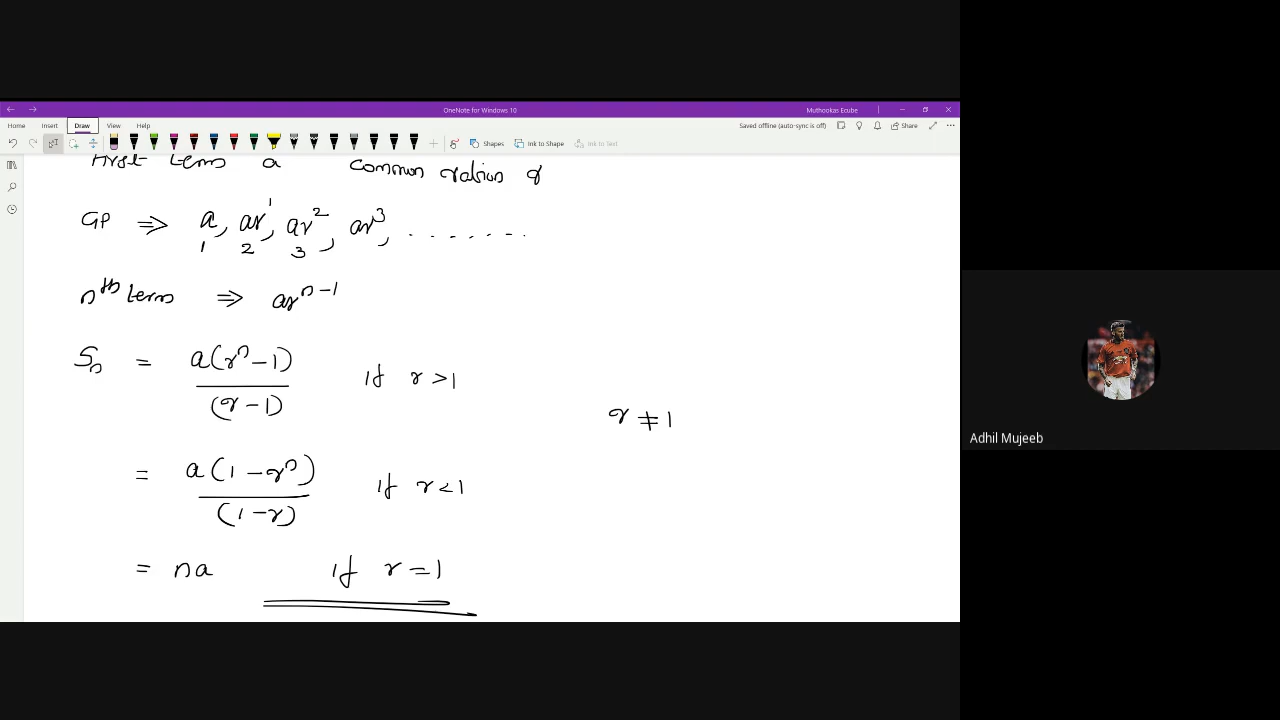 OneNote for Windows 10
Muthookas Ecube
Home Insert Draw View Help
Saved offline (auto-sync is off) Share
Shapes Ink to Shape Ink to Text
First term a common ration r
GP ⇒ a, ar¹, ar², ar³, ........
1 2 3
nth term ⇒ arⁿ⁻¹
Sn = a(rⁿ-1)/(r-1) if r>1
r ≠ 1
= a(1-rⁿ)/(1-r) if r<1
= na if r=1
Adhil Mujeeb